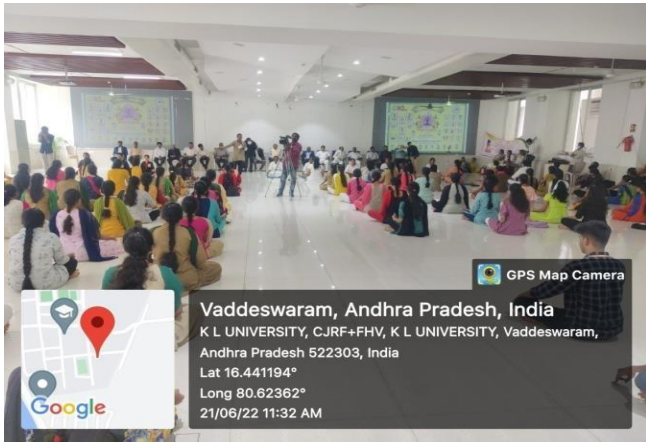 GPS Map Camera
Vaddeswaram, Andhra Pradesh, India
K L UNIVERSITY, CJRF+FHV, K L UNIVERSITY, Vaddeswaram,
Andhra Pradesh 522303, India
Lat 16.441194°
Long 80.62362°
21/06/22 11:32 AM
Google